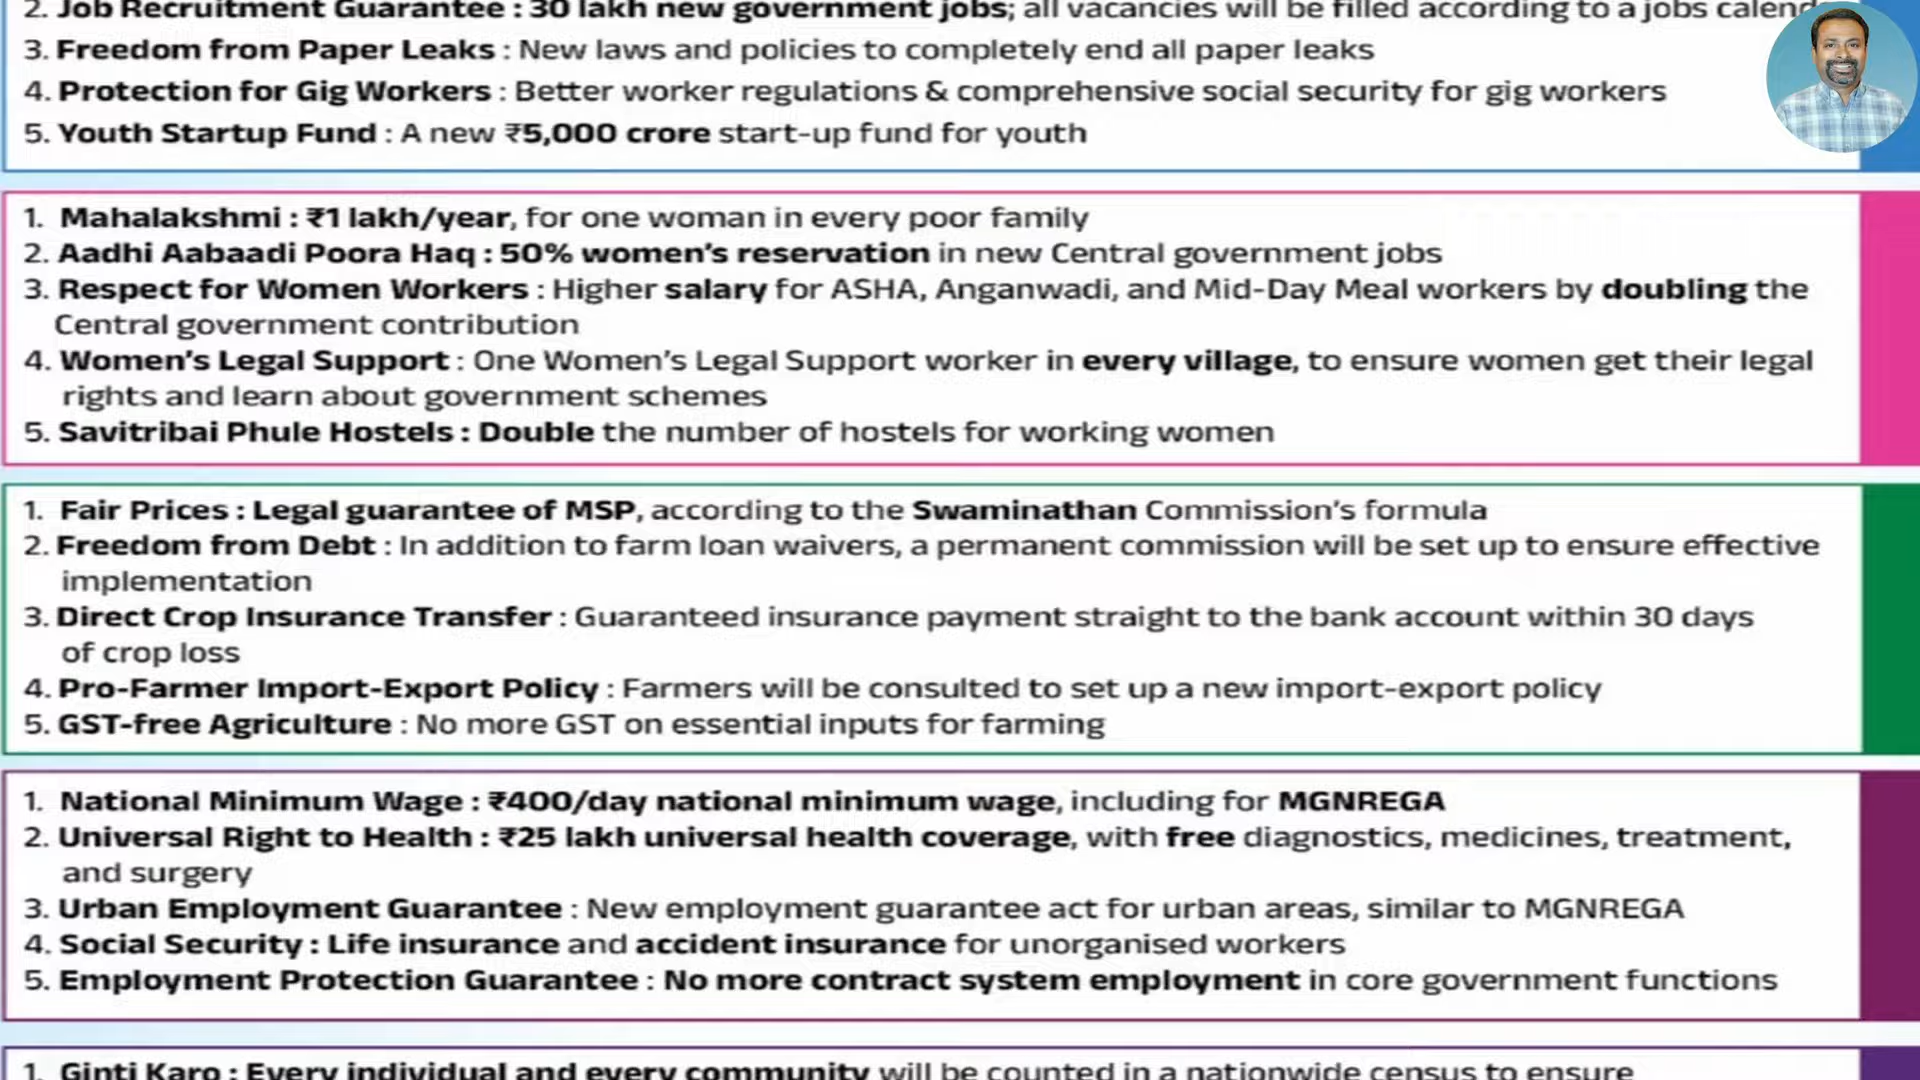 2. Job Recruitment Guarantee : 30 lakh new government jobs; all vacancies will be filled according to a jobs
3. Freedom from Paper Leaks : New laws and policies to completely end all paper leaks
4. Protection for Gig Workers : Better worker regulations & comprehensive social security for gig workers
5. Youth Startup Fund : A new ₹5,000 crore start-up fund for youth
1. Mahalakshmi : ₹1 lakh/year, for one woman in every poor family
2. Aadhi Aabaadi Poora Haq : 50% women's reservation in new Central government jobs
3. Respect for Women Workers : Higher salary for ASHA, Anganwadi, and Mid-Day Meal workers by doubling the
Central government contribution
4. Women's Legal Support : One Women's Legal Support worker in every village, to ensure women get their legal
rights and learn about government schemes
5. Savitribai Phule Hostels : Double the number of hostels for working women
1. Fair Prices : Legal guarantee of MSP, according to the Swaminathan Commission's formula
2. Freedom from Debt : In addition to farm loan waivers, a permanent commission will be set up to ensure effective
implementation
3. Direct Crop Insurance Transfer : Guaranteed insurance payment straight to the bank account within 30 days
of crop loss
4. Pro-Farmer Import-Export Policy : Farmers will be consulted to set up a new import-export policy
5. GST-free Agriculture : No more GST on essential inputs for farming
1. National Minimum Wage : ₹400/day national minimum wage, including for MGNREGA
2. Universal Right to Health : ₹25 lakh universal health coverage, with free diagnostics, medicines, treatment,
and surgery
3. Urban Employment Guarantee : New employment guarantee act for urban areas, similar to MGNREGA
4. Social Security : Life insurance and accident insurance for unorganised workers
5. Employment Protection Guarantee : No more contract system employment in core government functions
1. Ginti Karo : Every individual and every community will be counted in a nationwide census to ensure